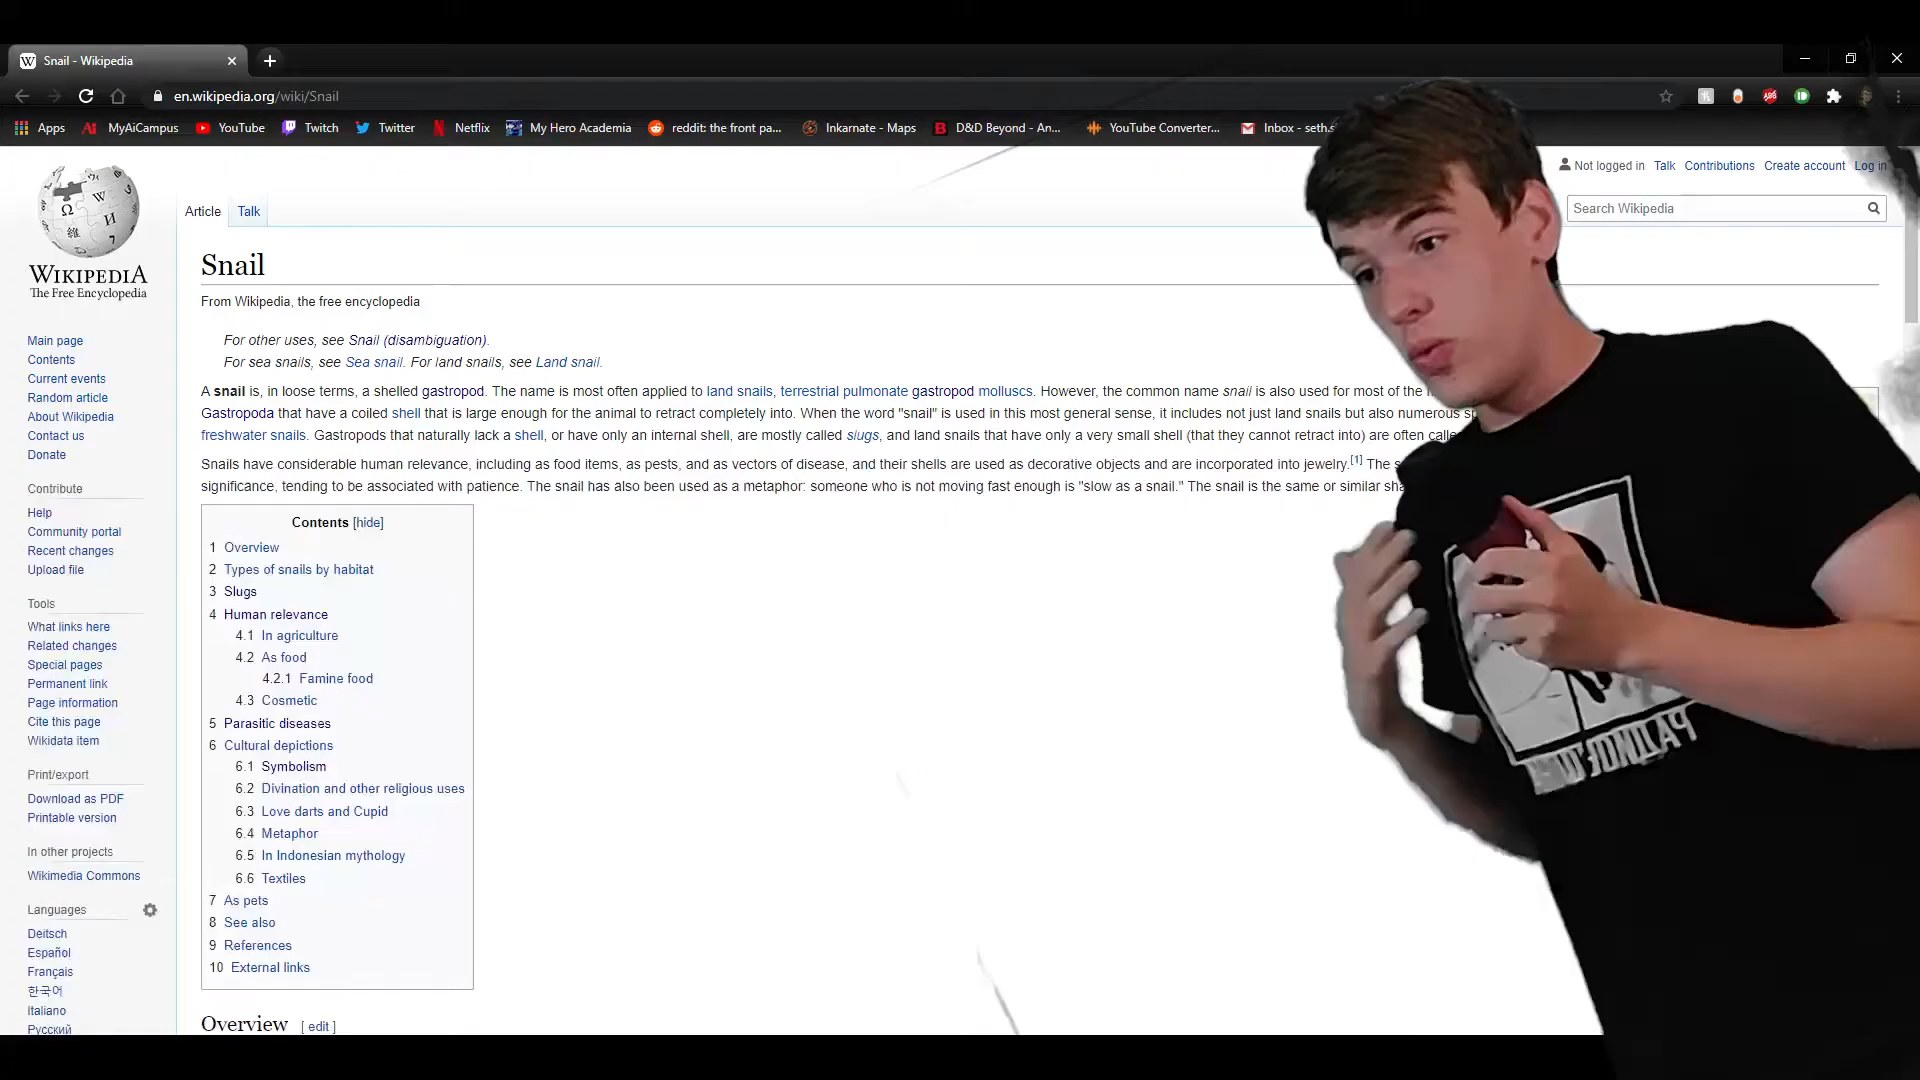 Snail - Wikipedia
en.wikipedia.org/wiki/Snail
Apps MyAiCampus YouTube Twitch Twitter Netflix My Hero Academia reddit: the front pa... Inkarnate - Maps D&D Beyond - An... YouTube Converter... Inbox - seth.s
Not logged in Talk Contributions Create account Log in
Article Talk
Search Wikipedia
WIKIPEDIA
The Free Encyclopedia
Main page
Contents
Current events
Random article
About Wikipedia
Contact us
Donate
Contribute
Help
Community portal
Recent changes
Upload file
Tools
What links here
Related changes
Special pages
Permanent link
Page information
Cite this page
Wikidata item
Print/export
Download as PDF
Printable version
In other projects
Wikimedia Commons
Languages
Deitsch
Español
Français
한국어
Italiano
Русский
Snail
From Wikipedia, the free encyclopedia
For other uses, see Snail (disambiguation).
For sea snails, see Sea snail. For land snails, see Land snail.
A snail is, in loose terms, a shelled gastropod. The name is most often applied to land snails, terrestrial pulmonate gastropod molluscs. However, the common name snail is also used for most of the
Gastropoda that have a coiled shell that is large enough for the animal to retract completely into. When the word "snail" is used in this most general sense, it includes not just land snails but also numerous
freshwater snails. Gastropods that naturally lack a shell, or have only an internal shell, are mostly called slugs, and land snails that have only a very small shell (that they cannot retract into) are often
Snails have considerable human relevance, including as food items, as pests, and as vectors of disease, and their shells are used as decorative objects and are incorporated into jewelry.[1] The
significance, tending to be associated with patience. The snail has also been used as a metaphor: someone who is not moving fast enough is "slow as a snail." The snail is the same or similar
Contents [hide]
1 Overview
2 Types of snails by habitat
3 Slugs
4 Human relevance
4.1 In agriculture
4.2 As food
4.2.1 Famine food
4.3 Cosmetic
5 Parasitic diseases
6 Cultural depictions
6.1 Symbolism
6.2 Divination and other religious uses
6.3 Love darts and Cupid
6.4 Metaphor
6.5 In Indonesian mythology
6.6 Textiles
7 As pets
8 See also
9 References
10 External links
Overview [ edit ]